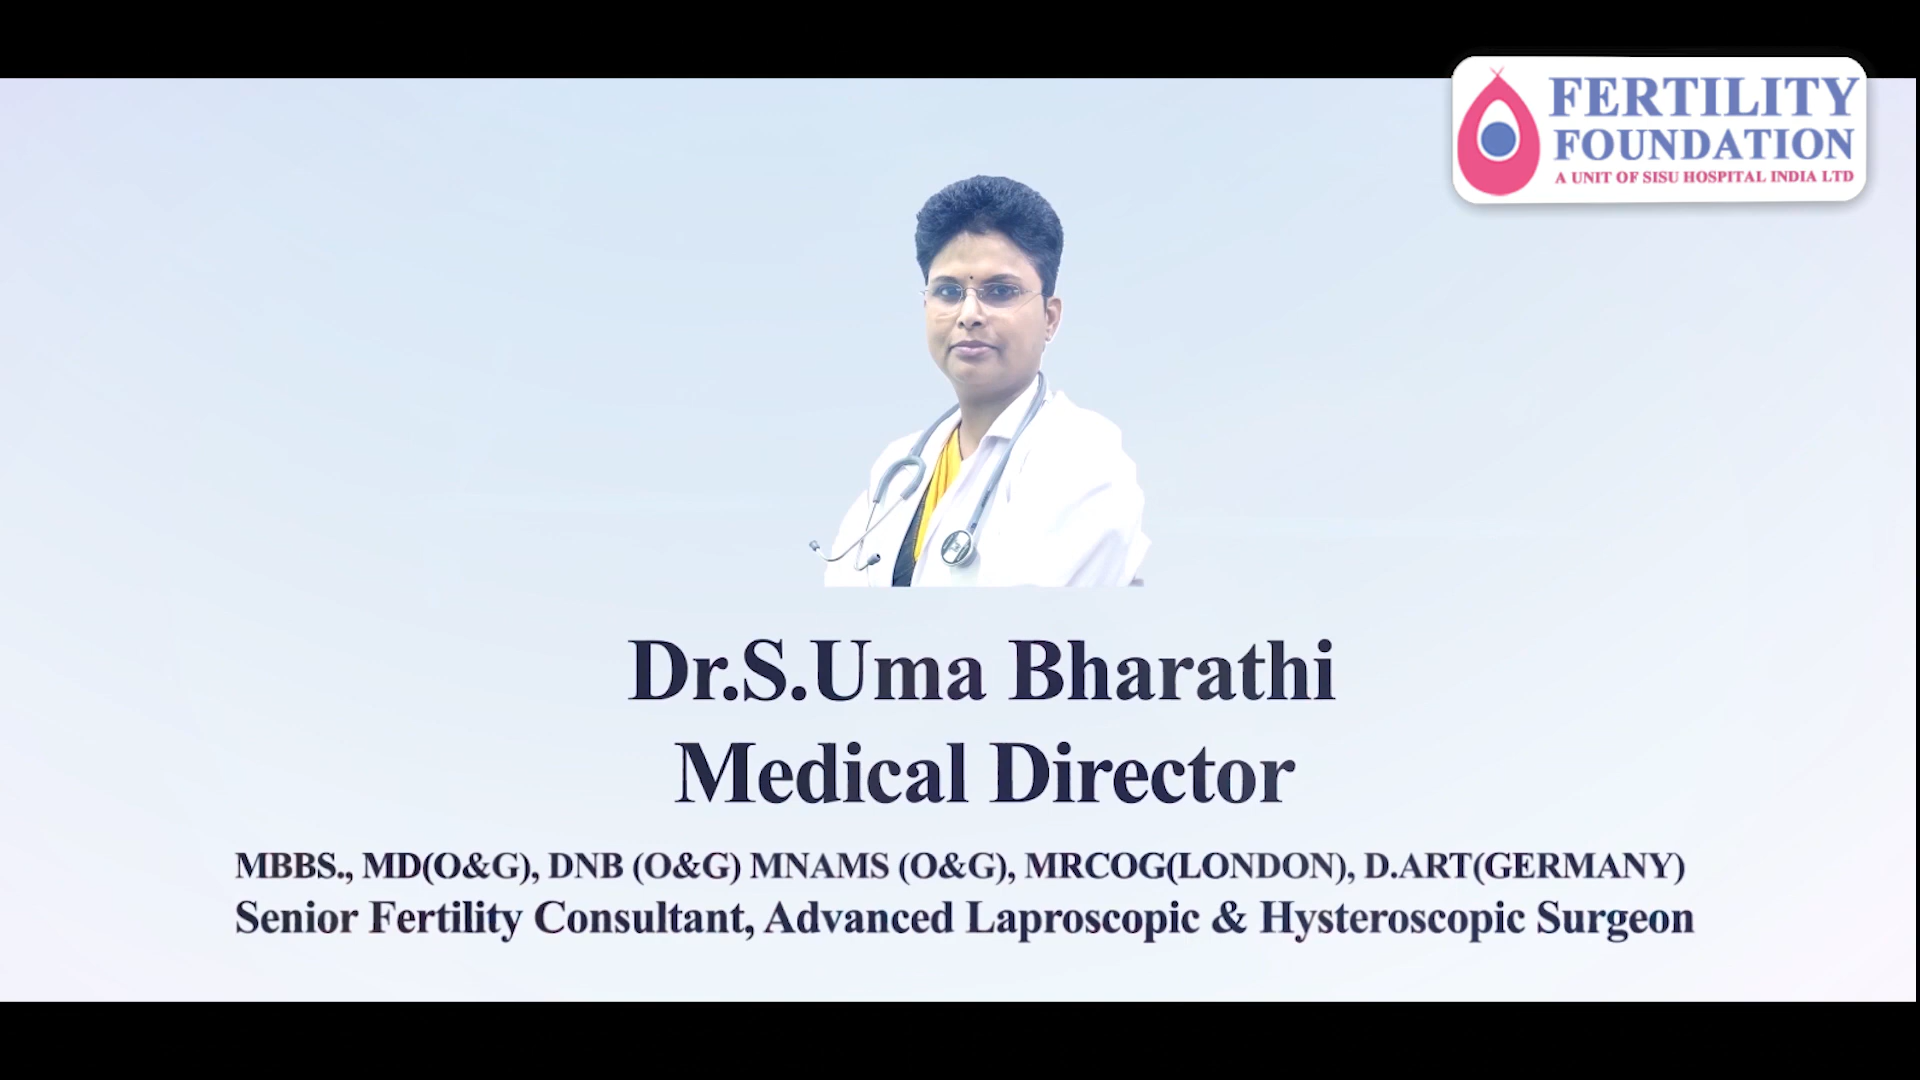 FERTILITY
FOUNDATION
A UNIT OF SISU HOSPITAL INDIA LTD
Dr.S.Uma Bharathi
Medical Director
MBBS., MD(O&G), DNB (O&G) MNAMS (O&G), MRCOG(LONDON), D.ART(GERMANY)
Senior Fertility Consultant, Advanced Laproscopic & Hysteroscopic Surgeon